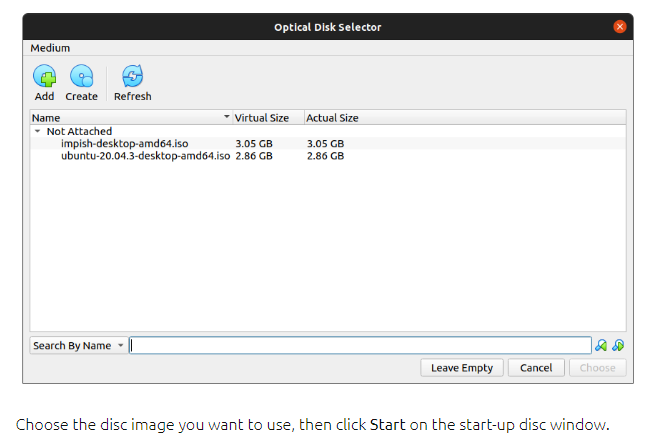 Optical Disk Selector
Medium
Add Create Refresh
Name Virtual Size Actual Size
Not Attached
impish-desktop-amd64.iso 3.05 GB 3.05 GB
ubuntu-20.04.3-desktop-amd64.iso 2.86 GB 2.86 GB
Search By Name
Leave Empty Cancel Choose
Choose the disc image you want to use, then click Start on the start-up disc window.